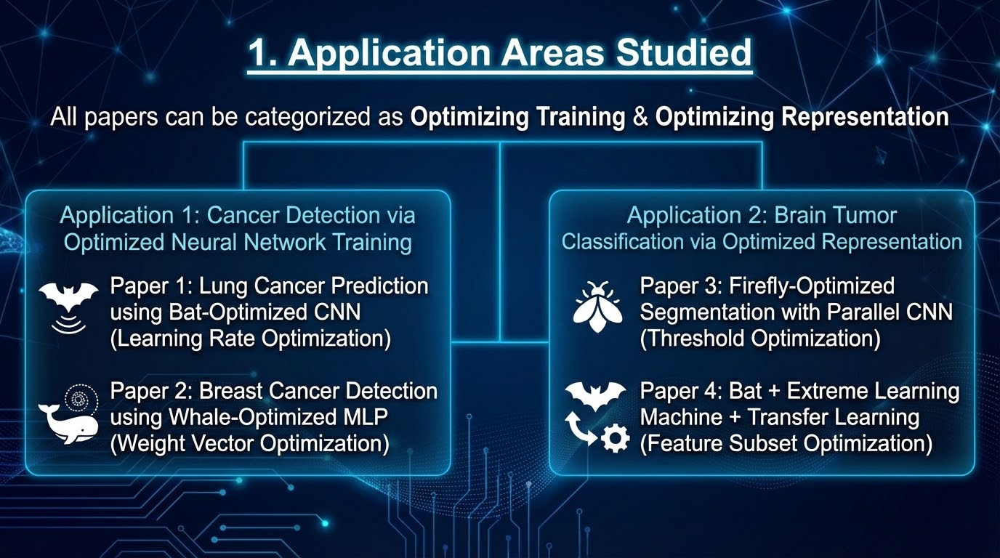 1. Application Areas Studied
All papers can be categorized as Optimizing Training & Optimizing Representation
Application 1: Cancer Detection via
Optimized Neural Network Training
Paper 1: Lung Cancer Prediction
using Bat-Optimized CNN
(Learning Rate Optimization)
Paper 2: Breast Cancer Detection
using Whale-Optimized MLP
(Weight Vector Optimization)
Application 2: Brain Tumor
Classification via Optimized Representation
Paper 3: Firefly-Optimized
Segmentation with Parallel CNN
(Threshold Optimization)
Paper 4: Bat + Extreme Learning
Machine + Transfer Learning
(Feature Subset Optimization)